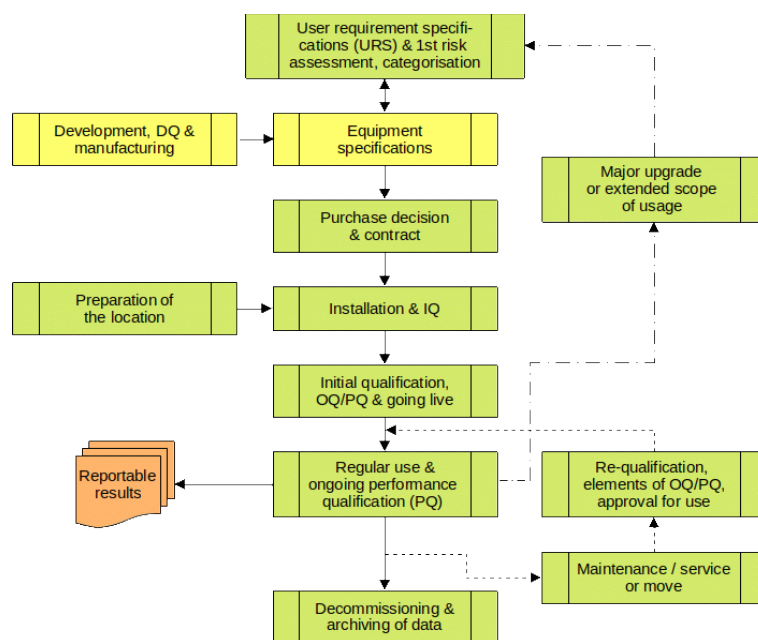 User requirement specifi-
cations (URS) & 1st risk
assessment, categorisation
Development, DQ &
manufacturing
Equipment
specifications
Major upgrade
or extended scope
of usage
Purchase decision
& contract
Preparation of
the location
Installation & IQ
Initial qualification,
OQ/PQ & going live
Reportable
results
Regular use &
ongoing performance
qualification (PQ)
Re-qualification,
elements of OQ/PQ,
approval for use
Maintenance / service
or move
Decommissioning &
archiving of data